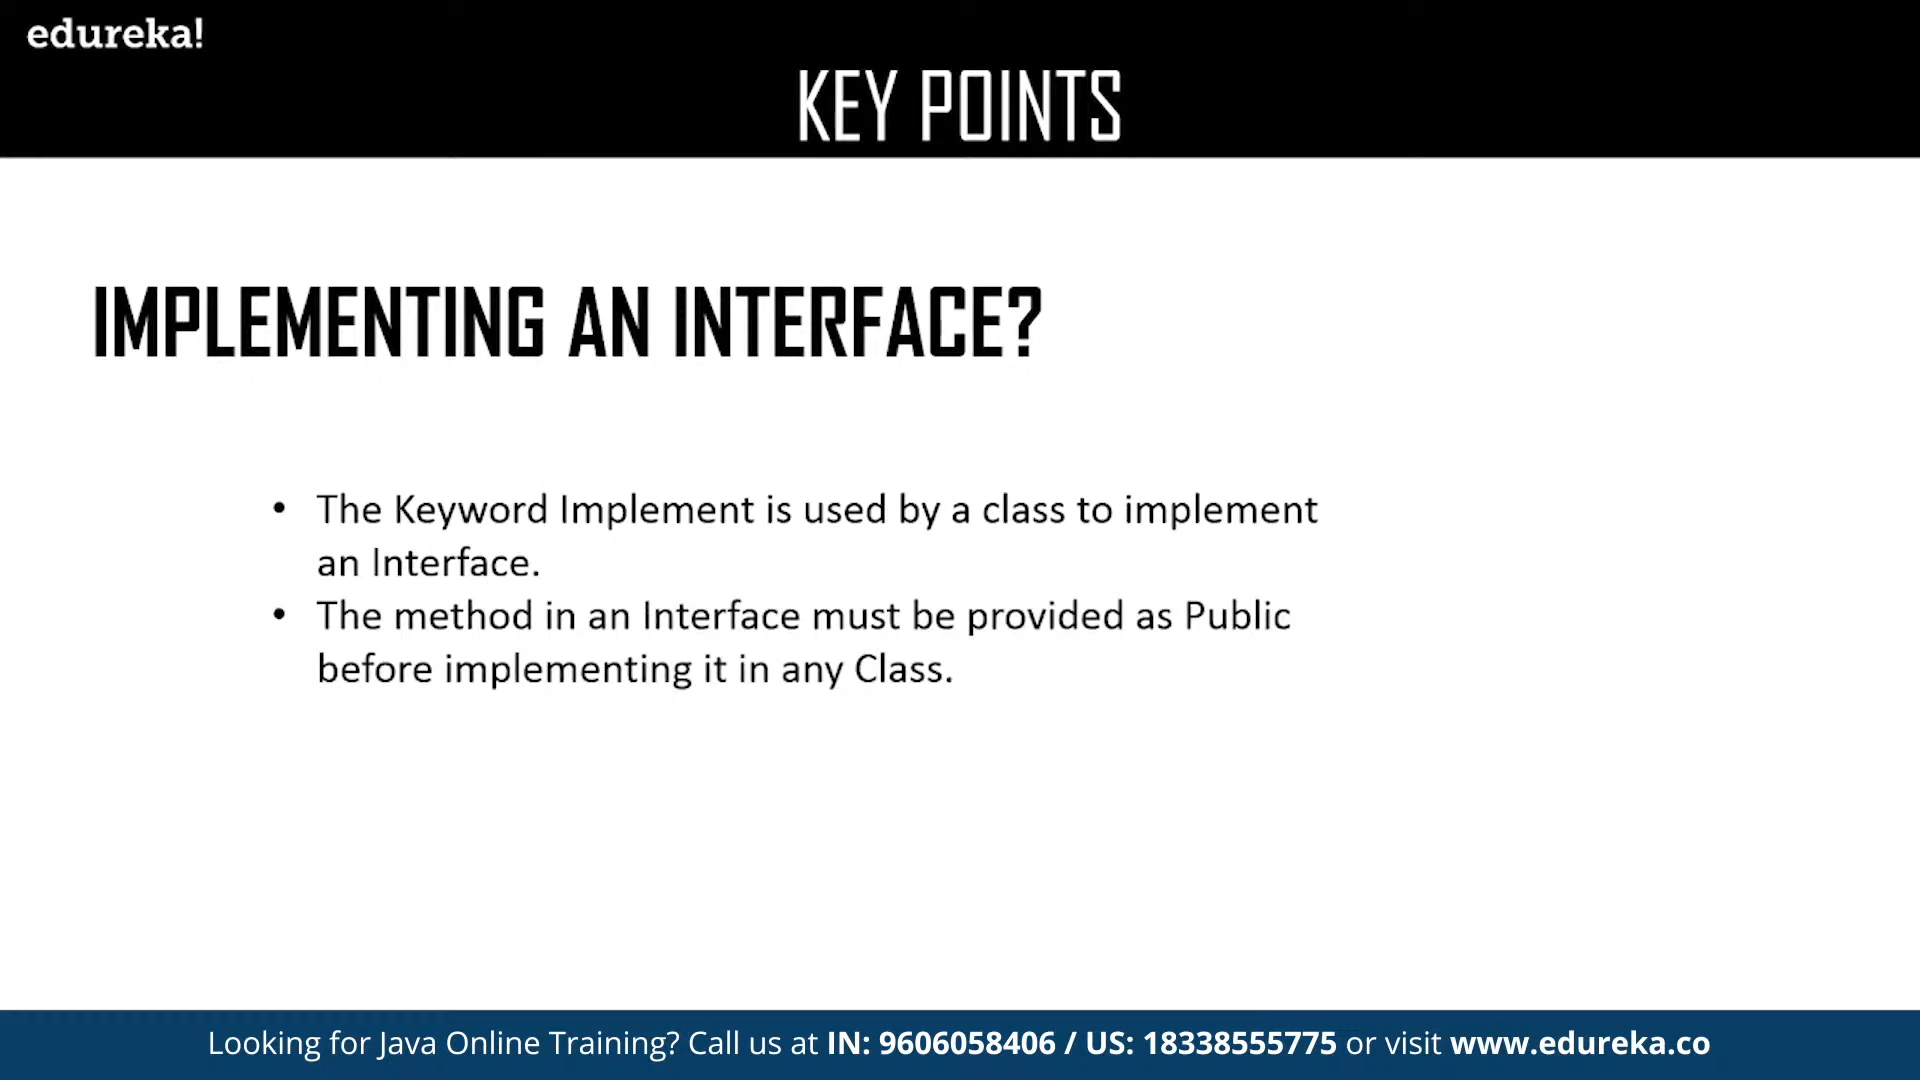 edureka!
KEY POINTS
IMPLEMENTING AN INTERFACE?
• The Keyword Implement is used by a class to implement
an Interface.
• The method in an Interface must be provided as Public
before implementing it in any Class.
Looking for Java Online Training? Call us at IN: 9606058406 / US: 18338555775 or visit www.edureka.co